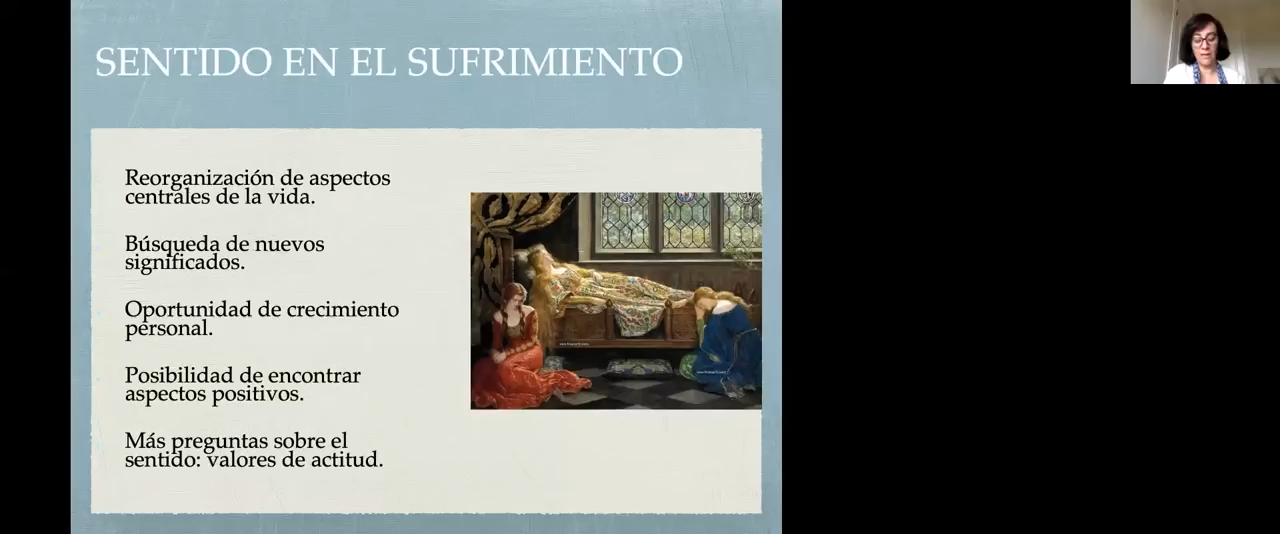 SENTIDO EN EL SUFRIMIENTO
Reorganización de aspectos
centrales de la vida.
Búsqueda de nuevos
significados.
Oportunidad de crecimiento
personal.
Posibilidad de encontrar
aspectos positivos.
Más preguntas sobre el
sentido: valores de actitud.